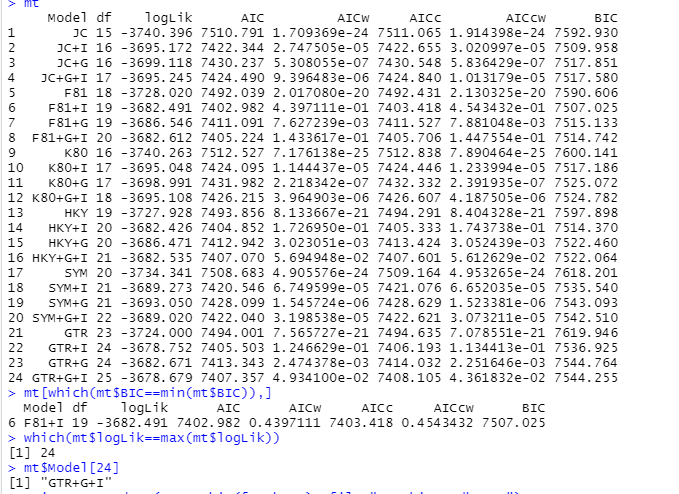 > mt
Model df logLik AIC AICw AICc AICcw BIC
1 JC 15 -3740.396 7510.791 1.709369e-24 7511.065 1.914398e-24 7592.930
2 JC+I 16 -3695.172 7422.344 2.747505e-05 7422.655 3.020997e-05 7509.958
3 JC+G 16 -3699.118 7430.237 5.308055e-07 7430.548 5.836429e-07 7517.851
4 JC+G+I 17 -3695.245 7424.490 9.396483e-06 7424.840 1.013179e-05 7517.580
5 F81 18 -3728.020 7492.039 2.017080e-20 7492.431 2.130325e-20 7590.606
6 F81+I 19 -3682.491 7402.982 4.397111e-01 7403.418 4.543432e-01 7507.025
7 F81+G 19 -3686.546 7411.091 7.627239e-03 7411.527 7.881048e-03 7515.133
8 F81+G+I 20 -3682.612 7405.224 1.433617e-01 7405.706 1.447554e-01 7514.742
9 K80 16 -3740.263 7512.527 7.176138e-25 7512.838 7.890464e-25 7600.141
10 K80+I 17 -3695.048 7424.095 1.144437e-05 7424.446 1.233994e-05 7517.186
11 K80+G 17 -3698.991 7431.982 2.218342e-07 7432.332 2.391935e-07 7525.072
12 K80+G+I 18 -3695.108 7426.215 3.964903e-06 7426.607 4.187505e-06 7524.782
13 HKY 19 -3727.928 7493.856 8.133667e-21 7494.291 8.404328e-21 7597.898
14 HKY+I 20 -3682.426 7404.852 1.726950e-01 7405.333 1.743738e-01 7514.370
15 HKY+G 20 -3686.471 7412.942 3.023051e-03 7413.424 3.052439e-03 7522.460
16 HKY+G+I 21 -3682.535 7407.070 5.694948e-02 7407.601 5.612629e-02 7522.064
17 SYM 20 -3734.341 7508.683 4.905576e-24 7509.164 4.953265e-24 7618.201
18 SYM+I 21 -3689.273 7420.546 6.749595e-05 7421.076 6.652035e-05 7535.540
19 SYM+G 21 -3693.050 7428.099 1.545724e-06 7428.629 1.523381e-06 7543.093
20 SYM+G+I 22 -3689.020 7422.040 3.198538e-05 7422.621 3.073211e-05 7542.510
21 GTR 23 -3724.000 7494.001 7.565727e-21 7494.635 7.078551e-21 7619.946
22 GTR+I 24 -3678.752 7405.503 1.246629e-01 7406.193 1.134413e-01 7536.925
23 GTR+G 24 -3682.671 7413.343 2.474378e-03 7414.032 2.251646e-03 7544.764
24 GTR+G+I 25 -3678.679 7407.357 4.934100e-02 7408.105 4.361832e-02 7544.255
> mt[which(mt$BIC==min(mt$BIC)),]
Model df logLik AIC AICw AICc AICcw BIC
6 F81+I 19 -3682.491 7402.982 0.4397111 7403.418 0.4543432 7507.025
> which(mt$logLik==max(mt$logLik))
[1] 24
> mt$Model[24]
[1] "GTR+G+I"